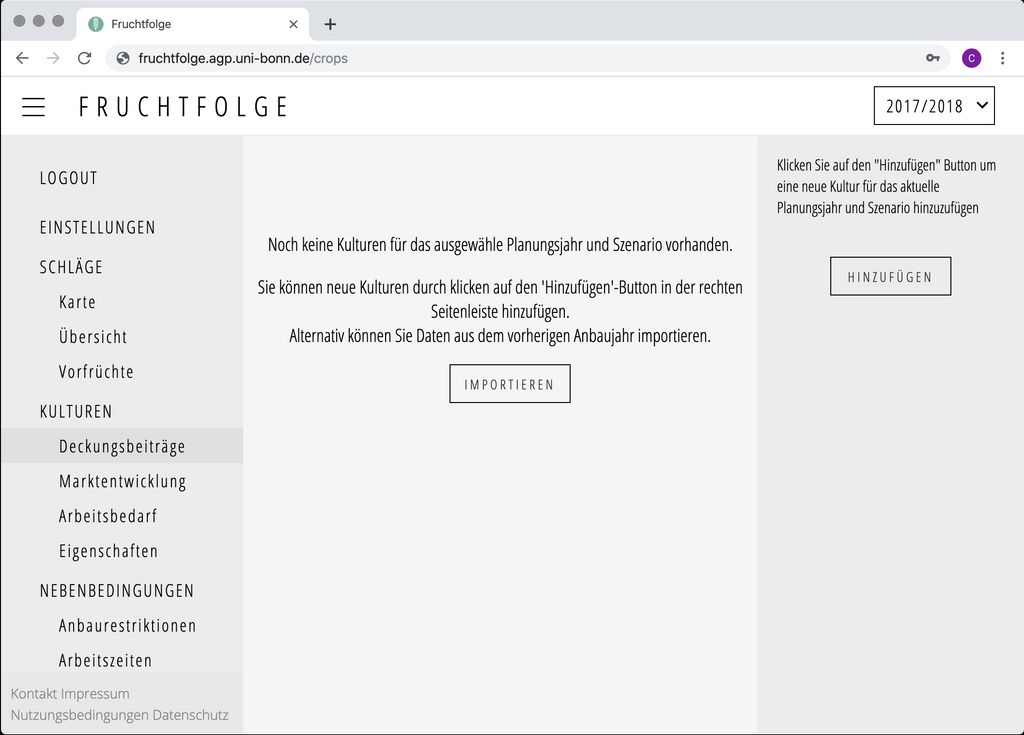 Fruchtfolge
fruchtfolge.agp.uni-bonn.de/crops
C
FRUCHTFOLGE
2017/2018
LOGOUT
EINSTELLUNGEN
SCHLÄGE
Karte
Übersicht
Vorfrüchte
KULTUREN
Deckungsbeiträge
Marktentwicklung
Arbeitsbedarf
Eigenschaften
NEBENBEDINGUNGEN
Anbaurestriktionen
Arbeitszeiten
Kontakt Impressum
Nutzungsbedingungen Datenschutz
Noch keine Kulturen für das ausgewähle Planungsjahr und Szenario vorhanden.
Sie können neue Kulturen durch klicken auf den 'Hinzufügen'-Button in der rechten
Seitenleiste hinzufügen.
Alternativ können Sie Daten aus dem vorherigen Anbaujahr importieren.
IMPORTIEREN
Klicken Sie auf den "Hinzufügen" Button um
eine neue Kultur für das aktuelle
Planungsjahr und Szenario hinzuzufügen
HINZUFÜGEN